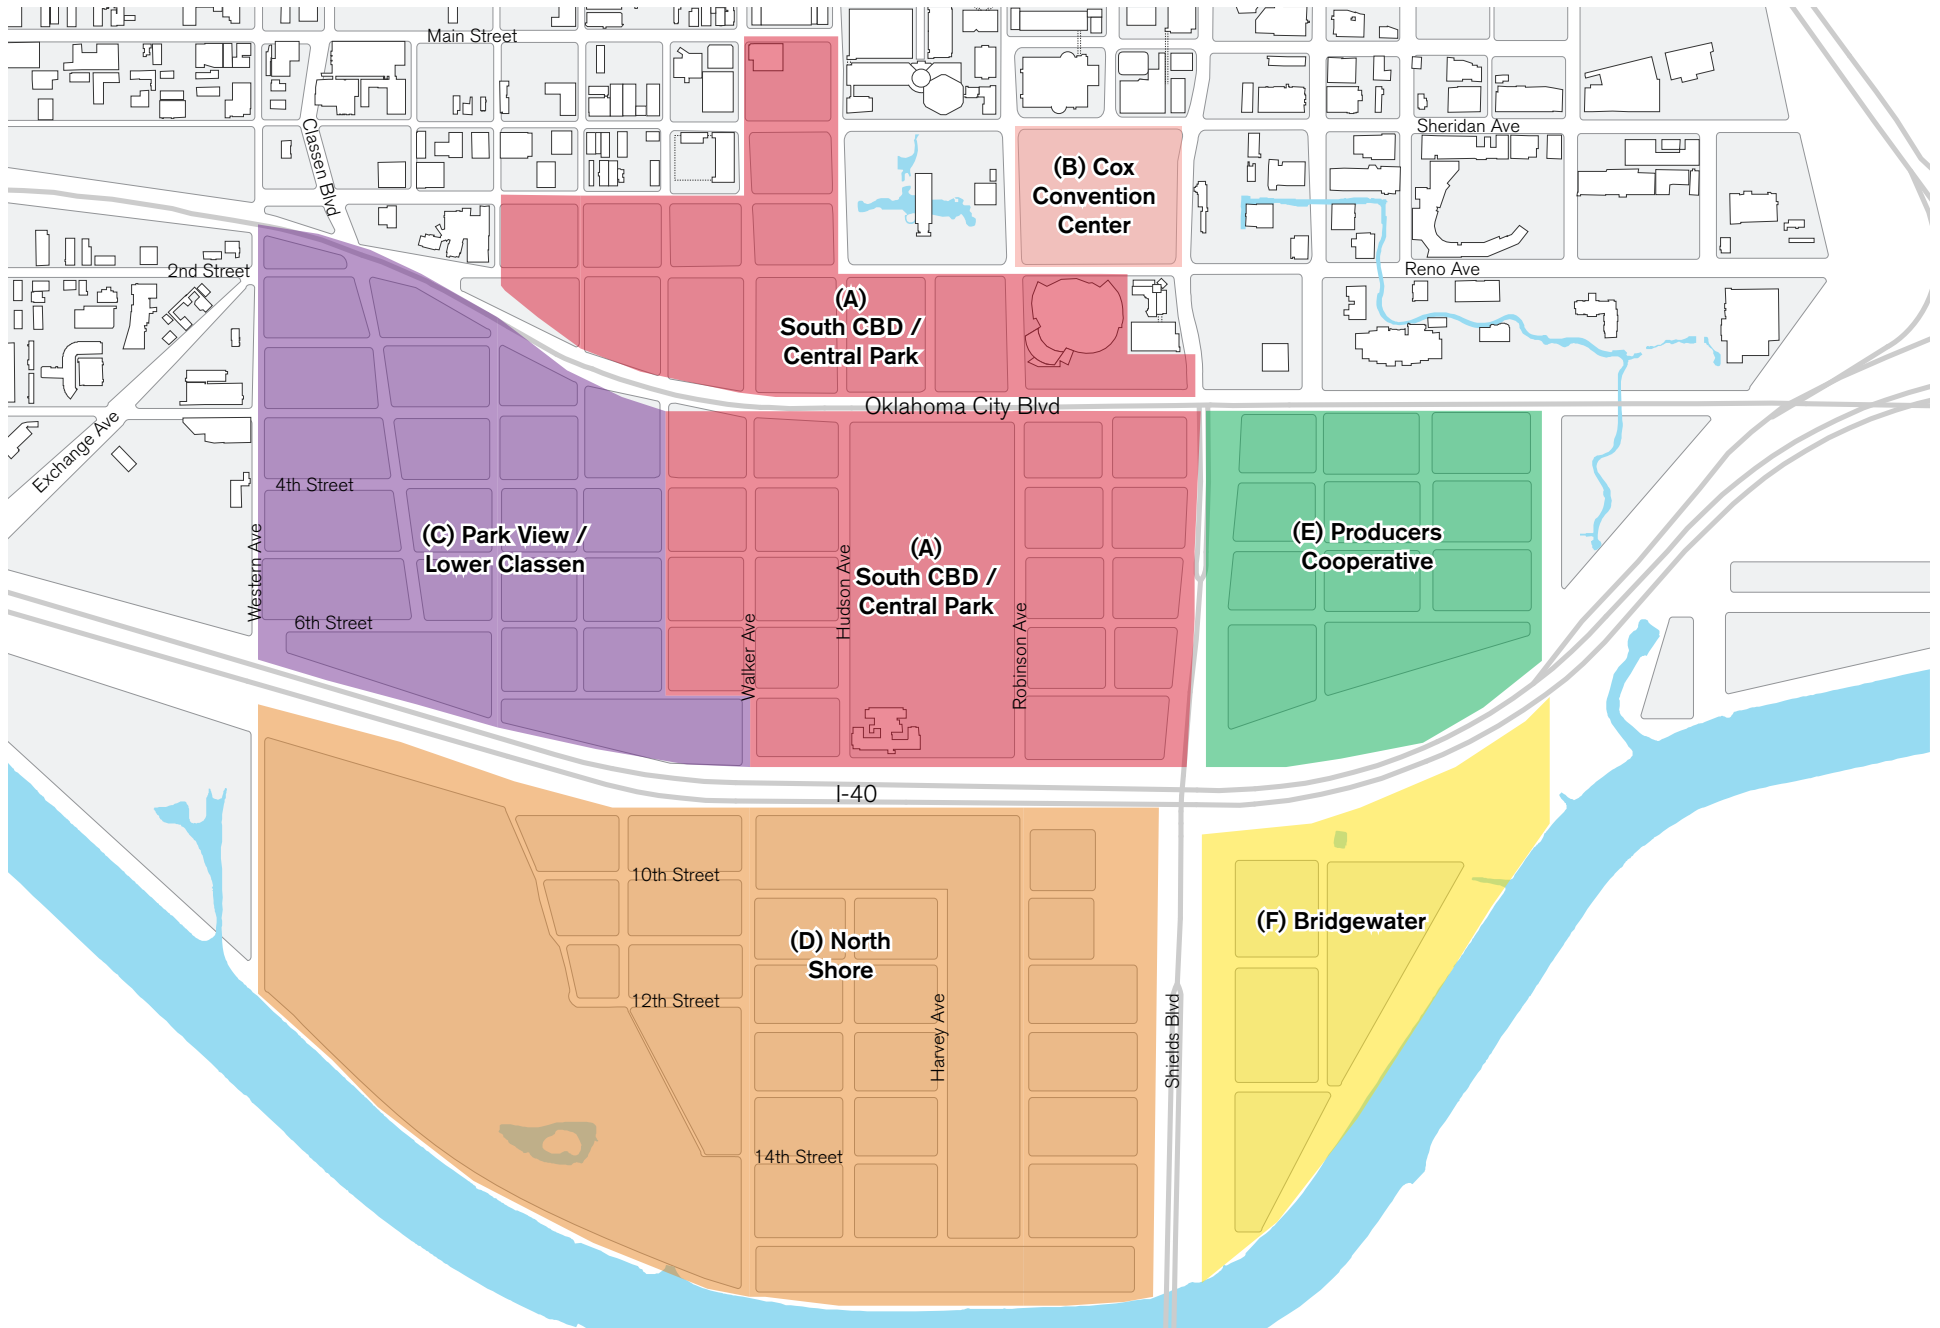 Main Street
Sheridan Ave
Classen Blvd
(B) Cox
Convention
Center
2nd Street
Reno Ave
(A)
South CBD /
Central Park
Oklahoma City Blvd
Exchange Ave
4th Street
(C) Park View /
Lower Classen
(A)
South CBD /
Central Park
(E) Producers
Cooperative
Western Ave
Hudson Ave
6th Street
Walker Ave
Robinson Ave
I-40
10th Street
(D) North
Shore
(F) Bridgewater
12th Street
Harvey Ave
Shields Blvd
14th Street